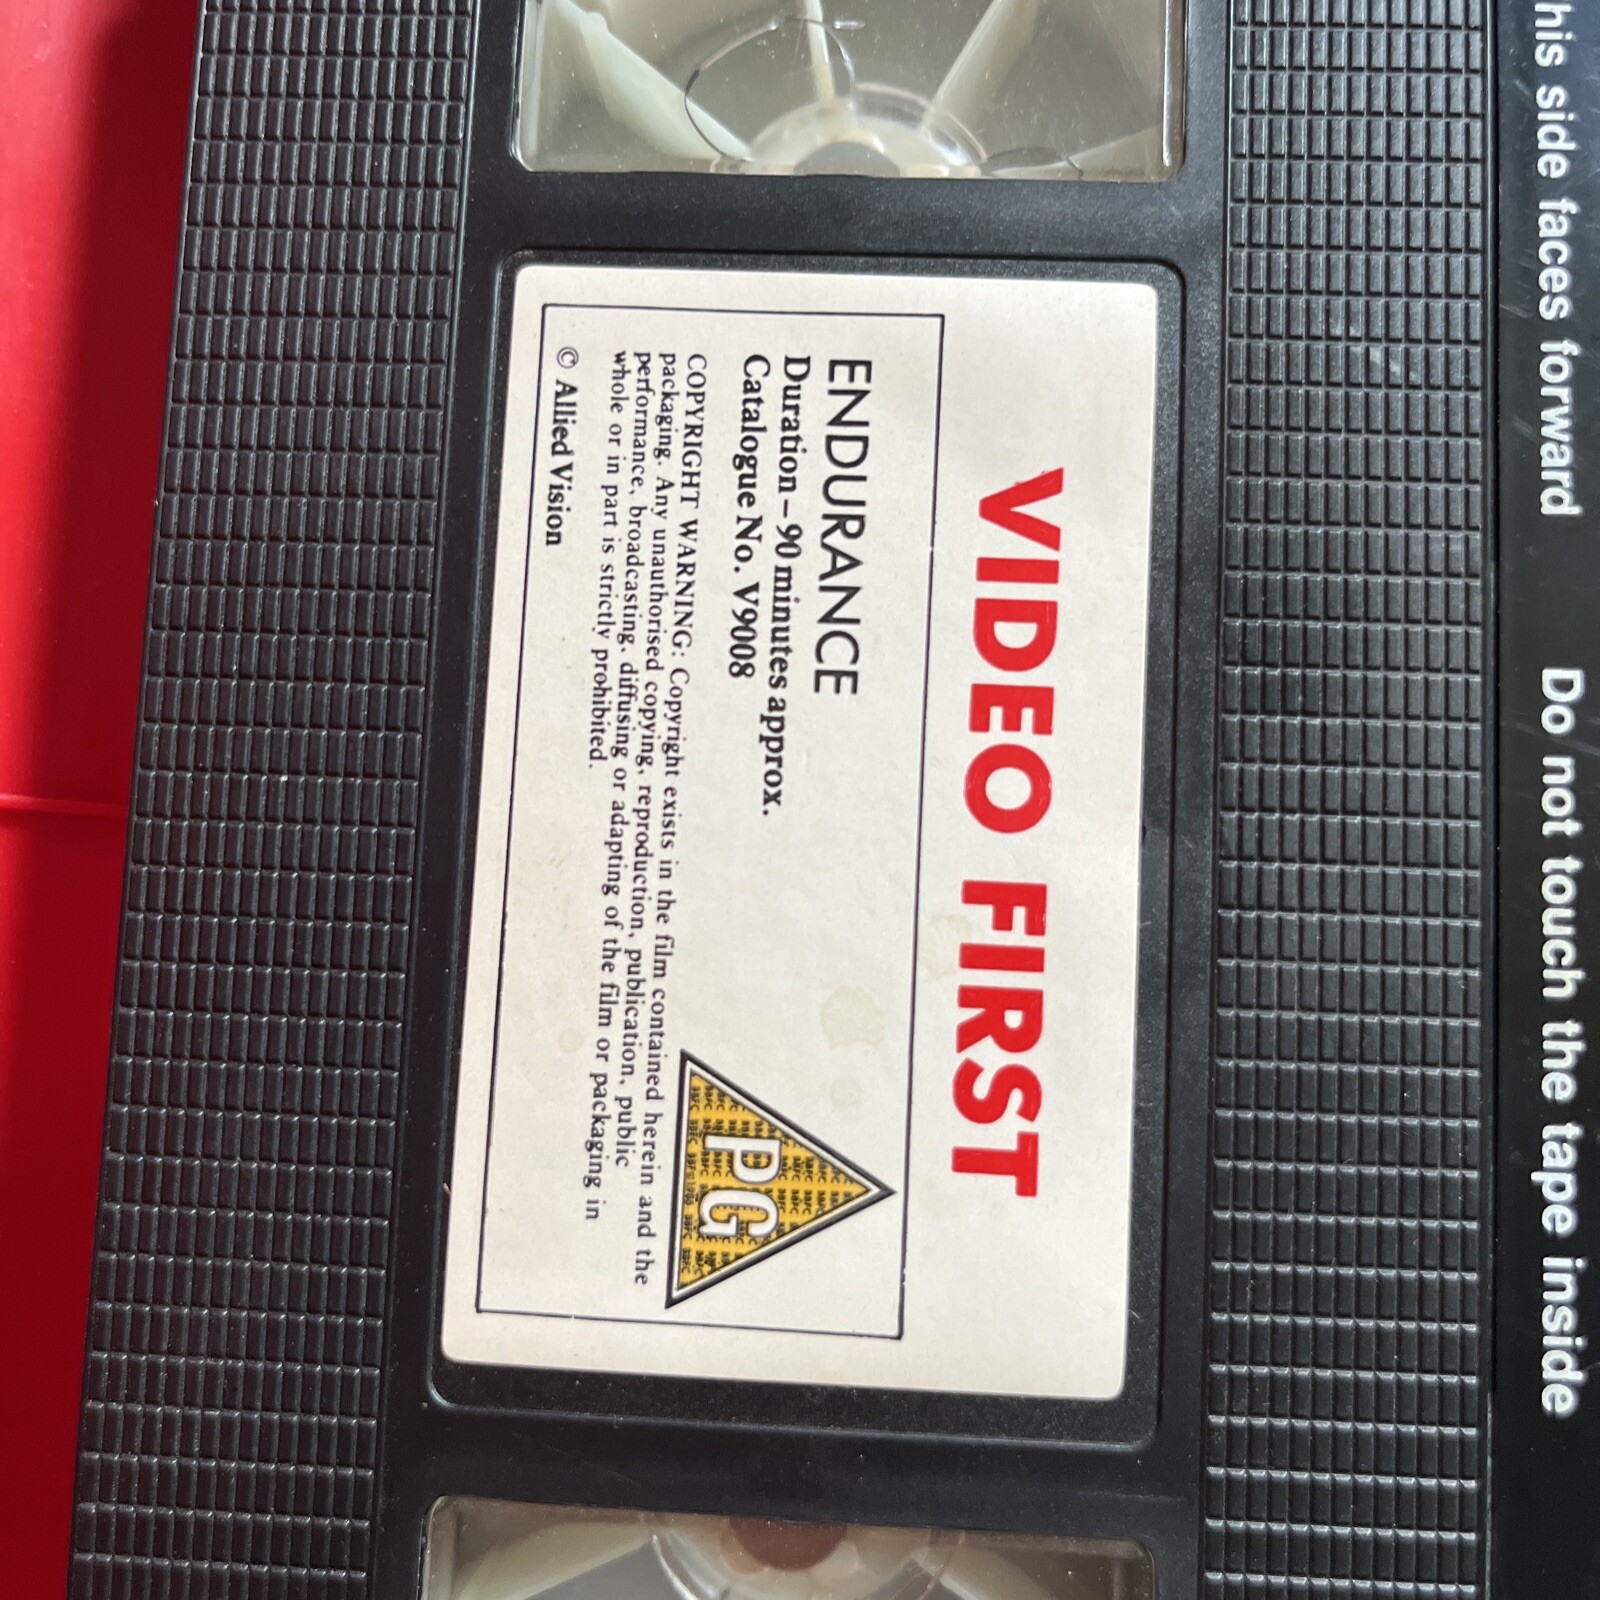 his side faces forward Do not touch the tape inside
VIDEO FIRST
ENDURANCE
Duration – 90 minutes approx.
Catalogue No. V9008
PG
COPYRIGHT WARNING: Copyright exists in the film contained herein and the
packaging. Any unauthorised copying, reproduction, publication, public
performance, broadcasting, diffusing or adapting of the film or packaging in
whole or in part is strictly prohibited.
© Allied Vision